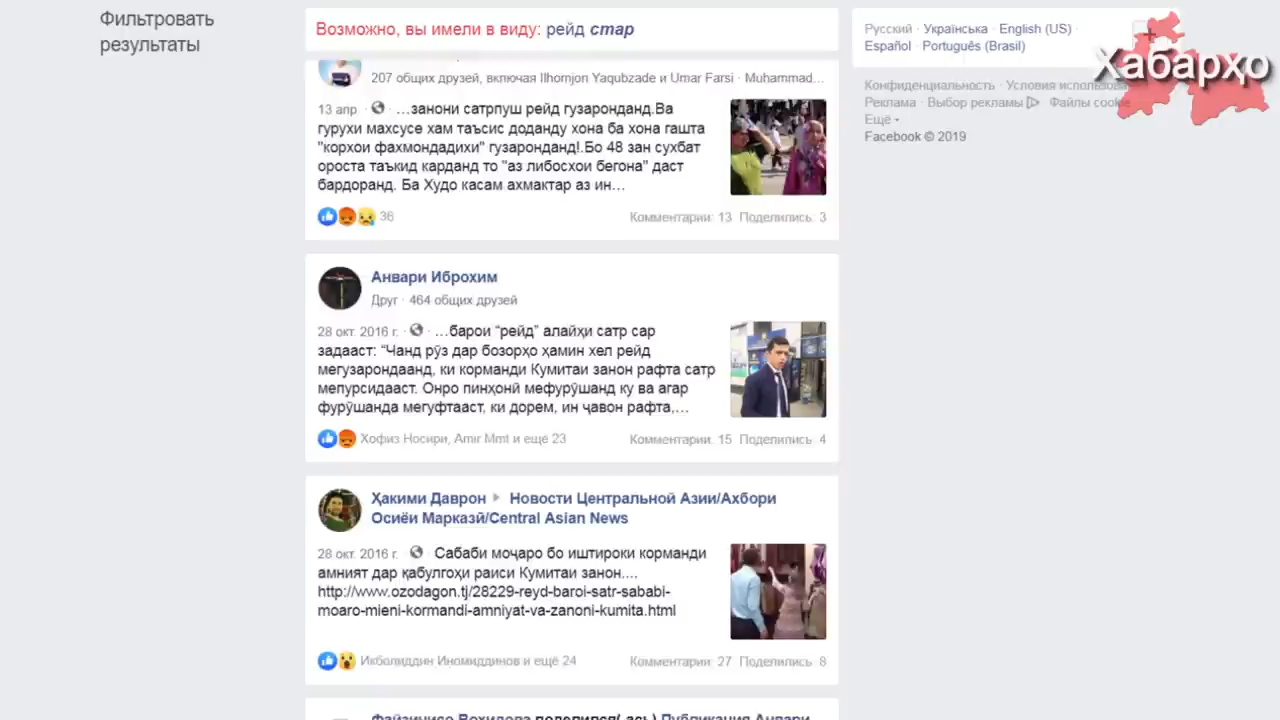 Фильтровать
результаты
Возможно, вы имели в виду: рейд стар
207 общих друзей, включая Ilhomjon Yaqubzade и Umar Farsi · Muhammad...
13 апр · …занони сатрпуш рейд гузаронданд.Ва
гурухи махсусе хам таъсис доданду хона ба хона гашта
"корхои фахмондадихи" гузаронданд!.Бо 48 зан сухбат
ороста таъкид карданд то "аз либосхои бегона" даст
бардоранд. Ба Худо касам ахмактар аз ин…
36
Комментарии: 13 Поделились: 3
Анвари Иброхим
Друг · 464 общих друзей
28 окт. 2016 г. · …барои “рейд” алайҳи сатр сар
задааст: “Чанд рӯз дар бозорҳо ҳамин хел рейд
мегузарондаанд, ки корманди Кумитаи занон рафта сатр
мепурсидааст. Онро пинҳонӣ мефурӯшанд ку ва агар
фурӯшанда мегуфтааст, ки дорем, ин ҷавон рафта,…
Хофиз Носири, Amir Mmt и ещё 23
Комментарии: 15 Поделились: 4
Ҳакими Даврон ▸ Новости Центральной Азии/Ахбори
Осиёи Марказӣ/Central Asian News
28 окт. 2016 г. · Сабаби моҷаро бо иштироки корманди
амният дар қабулгоҳи раиси Кумитаи занон....
http://www.ozodagon.tj/28229-reyd-baroi-satr-sababi-
moaro-mieni-kormandi-amniyat-va-zanoni-kumita.html
Икболиддин Иномиддинов и ещё 24
Комментарии: 27 Поделились: 8
Файзинисо Вохидова поделился(-ась) Публикация Анвари
Русский · Українська · English (US) ·
Español · Português (Brasil)
Хабарҳо
Конфиденциальность · Условия использова
Реклама · Выбор рекламы · Файлы cookie
Ещё
Facebook © 2019